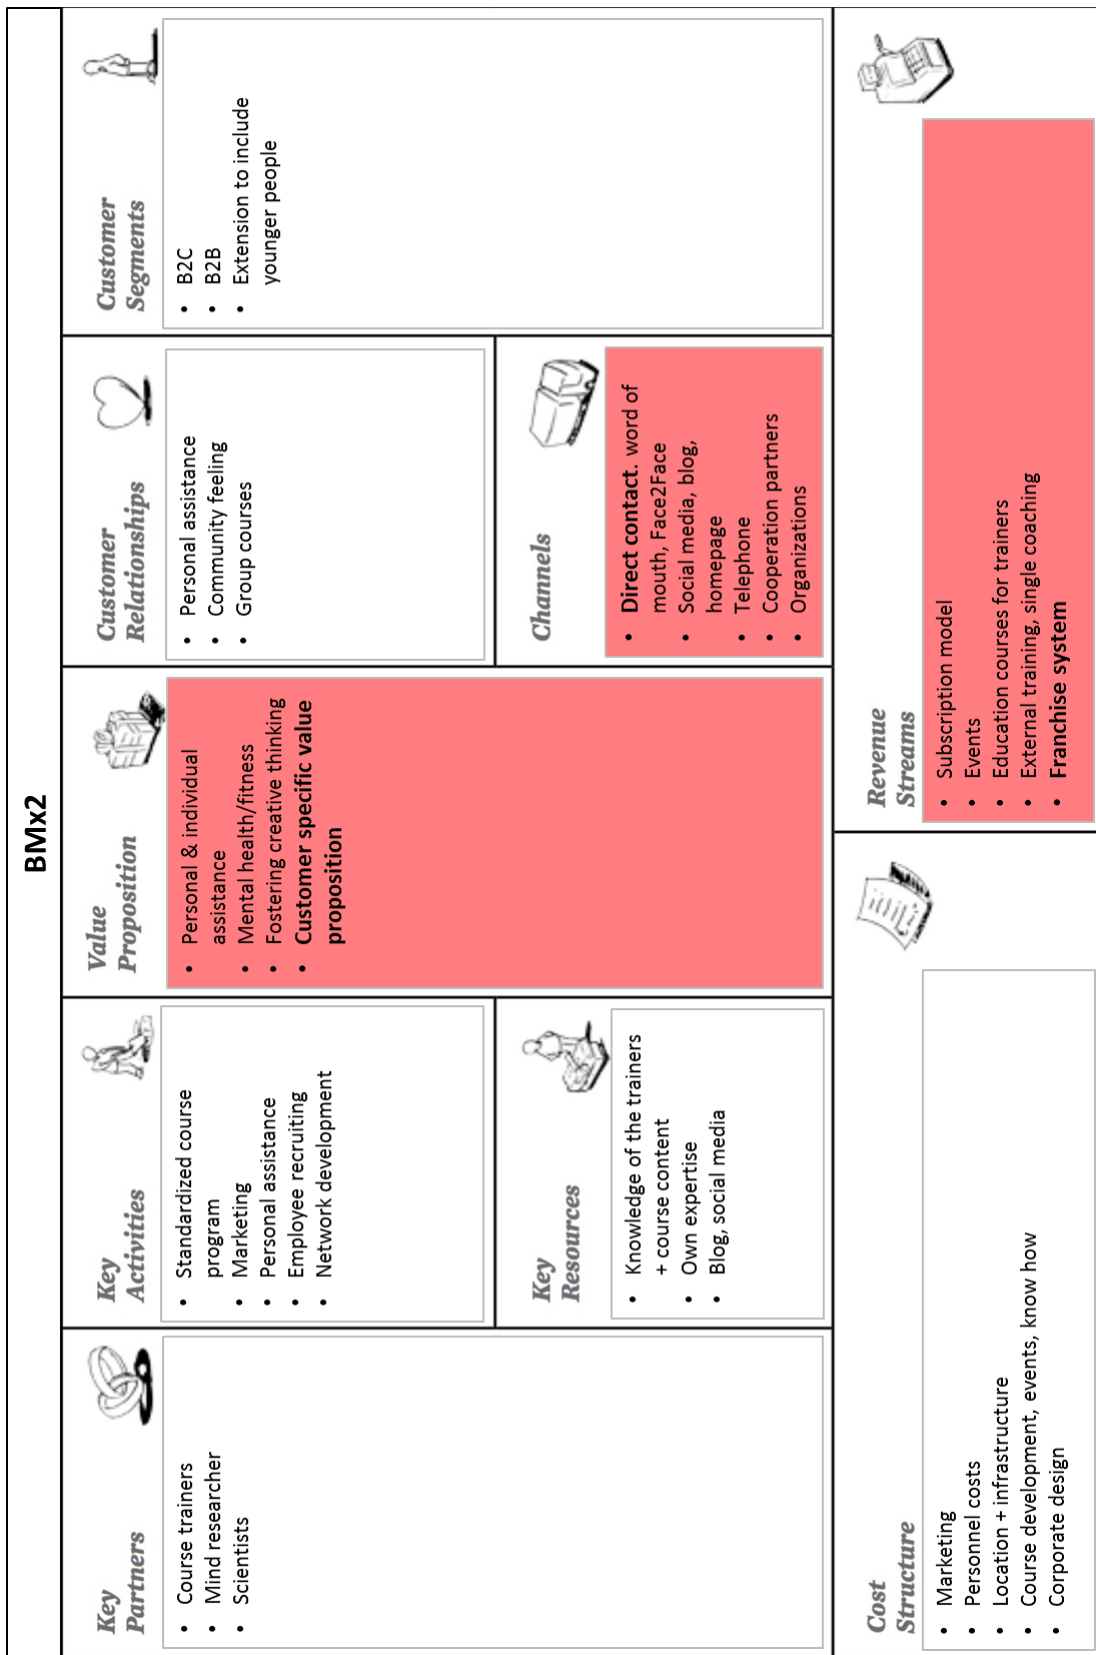 BMx2
Key
Partners
• Course trainers
• Mind researcher
• Scientists
Key
Activities
• Standardized course
program
• Marketing
• Personal assistance
• Employee recruiting
• Network development
Key
Resources
• Knowledge of the trainers
+ course content
• Own expertise
• Blog, social media
Value
Proposition
• Personal & individual
assistance
• Mental health/fitness
• Fostering creative thinking
• Customer specific value
proposition
Customer
Relationships
• Personal assistance
• Community feeling
• Group courses
Channels
• Direct contact. word of
mouth, Face2Face
• Social media, blog,
homepage
• Telephone
• Cooperation partners
• Organizations
Customer
Segments
• B2C
• B2B
• Extension to include
younger people
Cost
Structure
• Marketing
• Personnel costs
• Location + infrastructure
• Course development, events, know how
• Corporate design
Revenue
Streams
• Subscription model
• Events
• Education courses for trainers
• External training, single coaching
• Franchise system